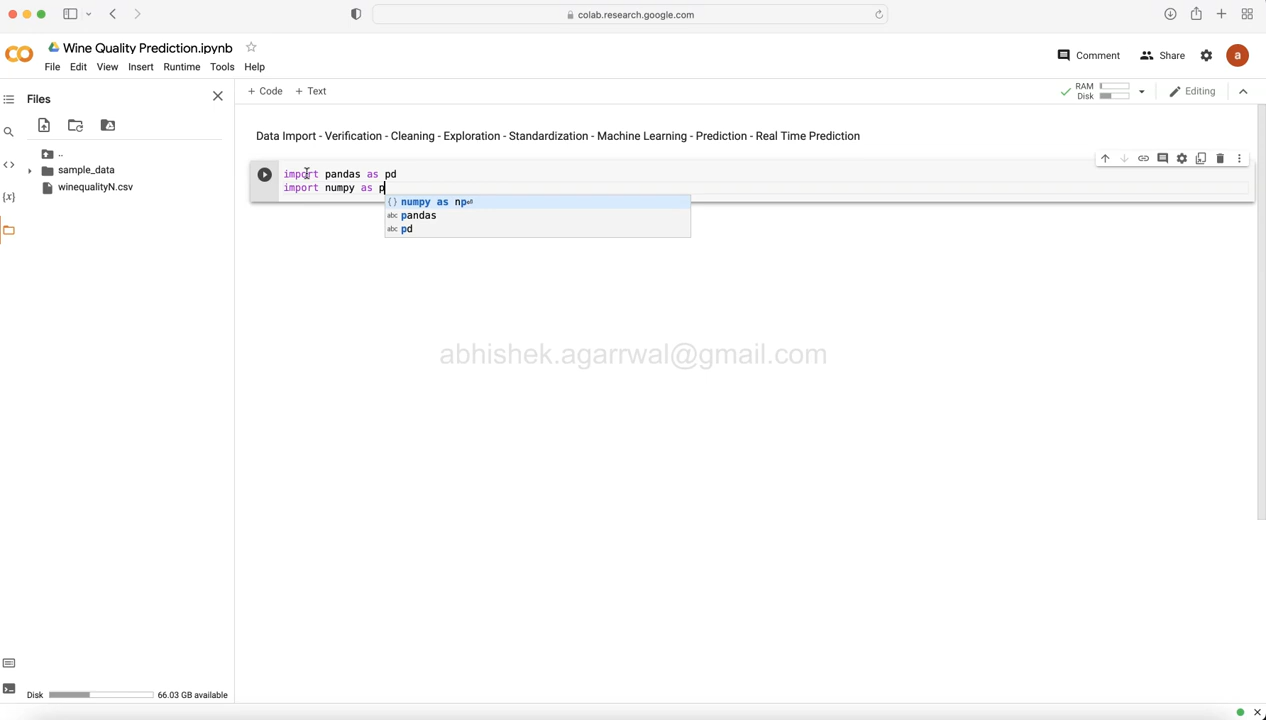 colab.research.google.com
CO
Wine Quality Prediction.ipynb
File Edit View Insert Runtime Tools Help
Comment
Share
a
Files
+ Code + Text
RAM
Disk
Editing
..
sample_data
winequalityN.csv
Data Import - Verification - Cleaning - Exploration - Standardization - Machine Learning - Prediction - Real Time Prediction
import pandas as pd
import numpy as p
{} numpy as np⏎
abc pandas
abc pd
{x}
abhishek.agarrwal@gmail.com
Disk 66.03 GB available